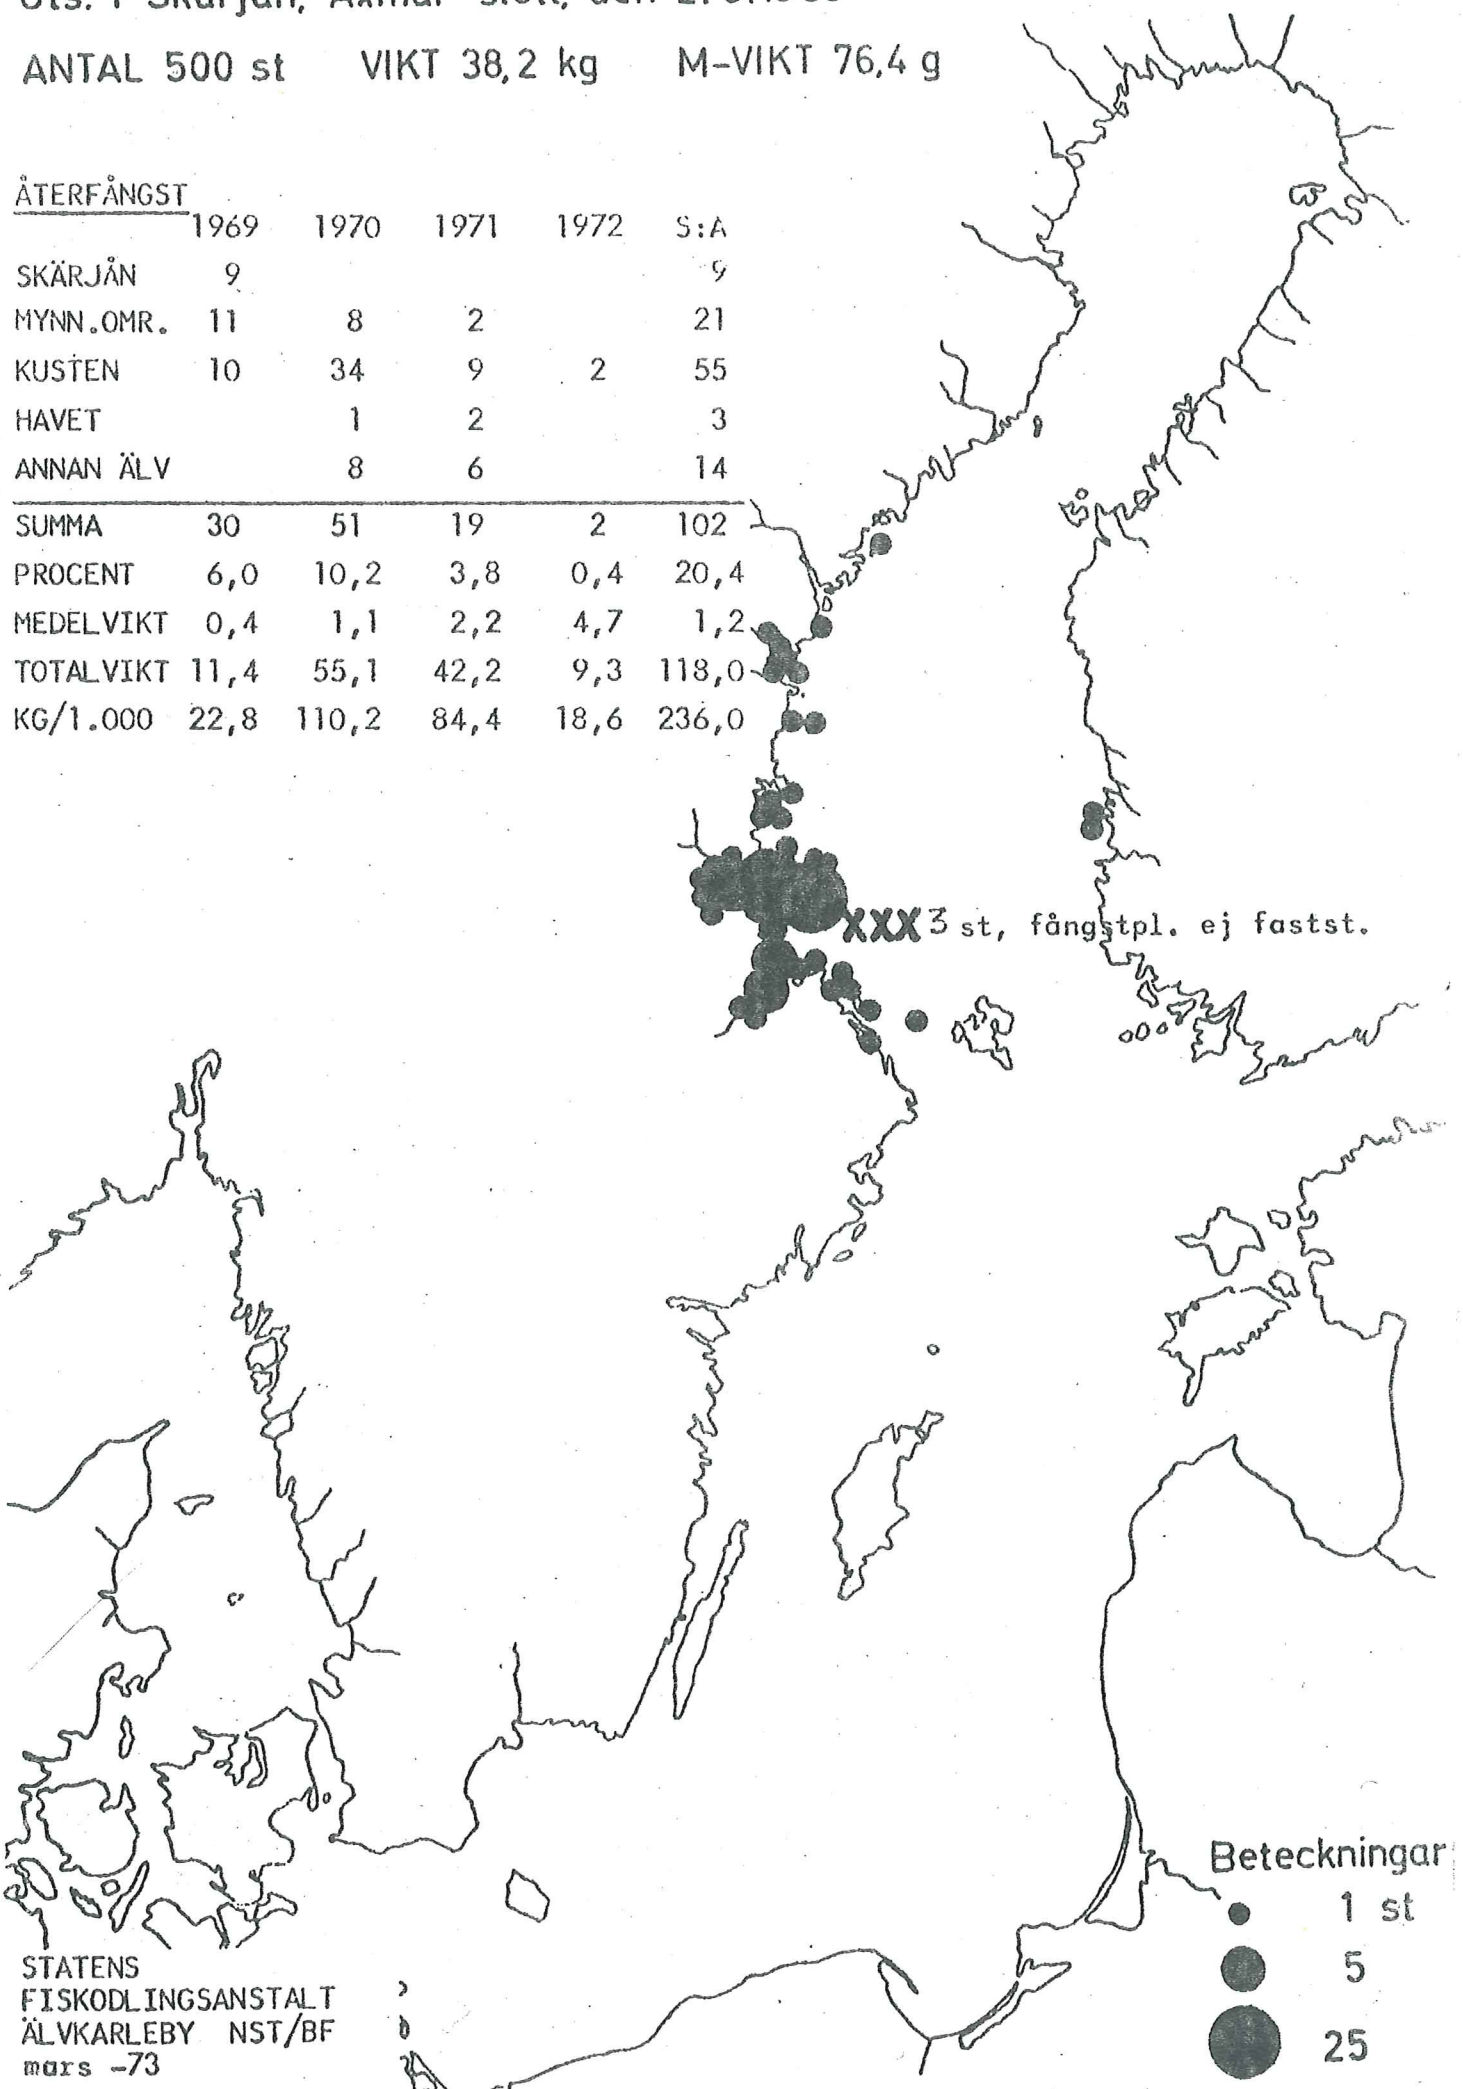 ANTAL 500 st VIKT 38,2 kg M-VIKT 76,4 g
ÅTERFÅNGST
1969 1970 1971 1972 S:A
SKÄRJÅN 9 9
MYNN.OMR. 11 8 2 21
KUSTEN 10 34 9 2 55
HAVET 1 2 3
ANNAN ÄLV 8 6 14
SUMMA 30 51 19 2 102
PROCENT 6,0 10,2 3,8 0,4 20,4
MEDELVIKT 0,4 1,1 2,2 4,7 1,2
TOTALVIKT 11,4 55,1 42,2 9,3 118,0
KG/1.000 22,8 110,2 84,4 18,6 236,0
XXX 3 st, fångstpl. ej fastst.
Beteckningar
1 st
5
25
STATENS
FISKODLINGSANSTALT
ÄLVKARLEBY NST/BF
mars -73